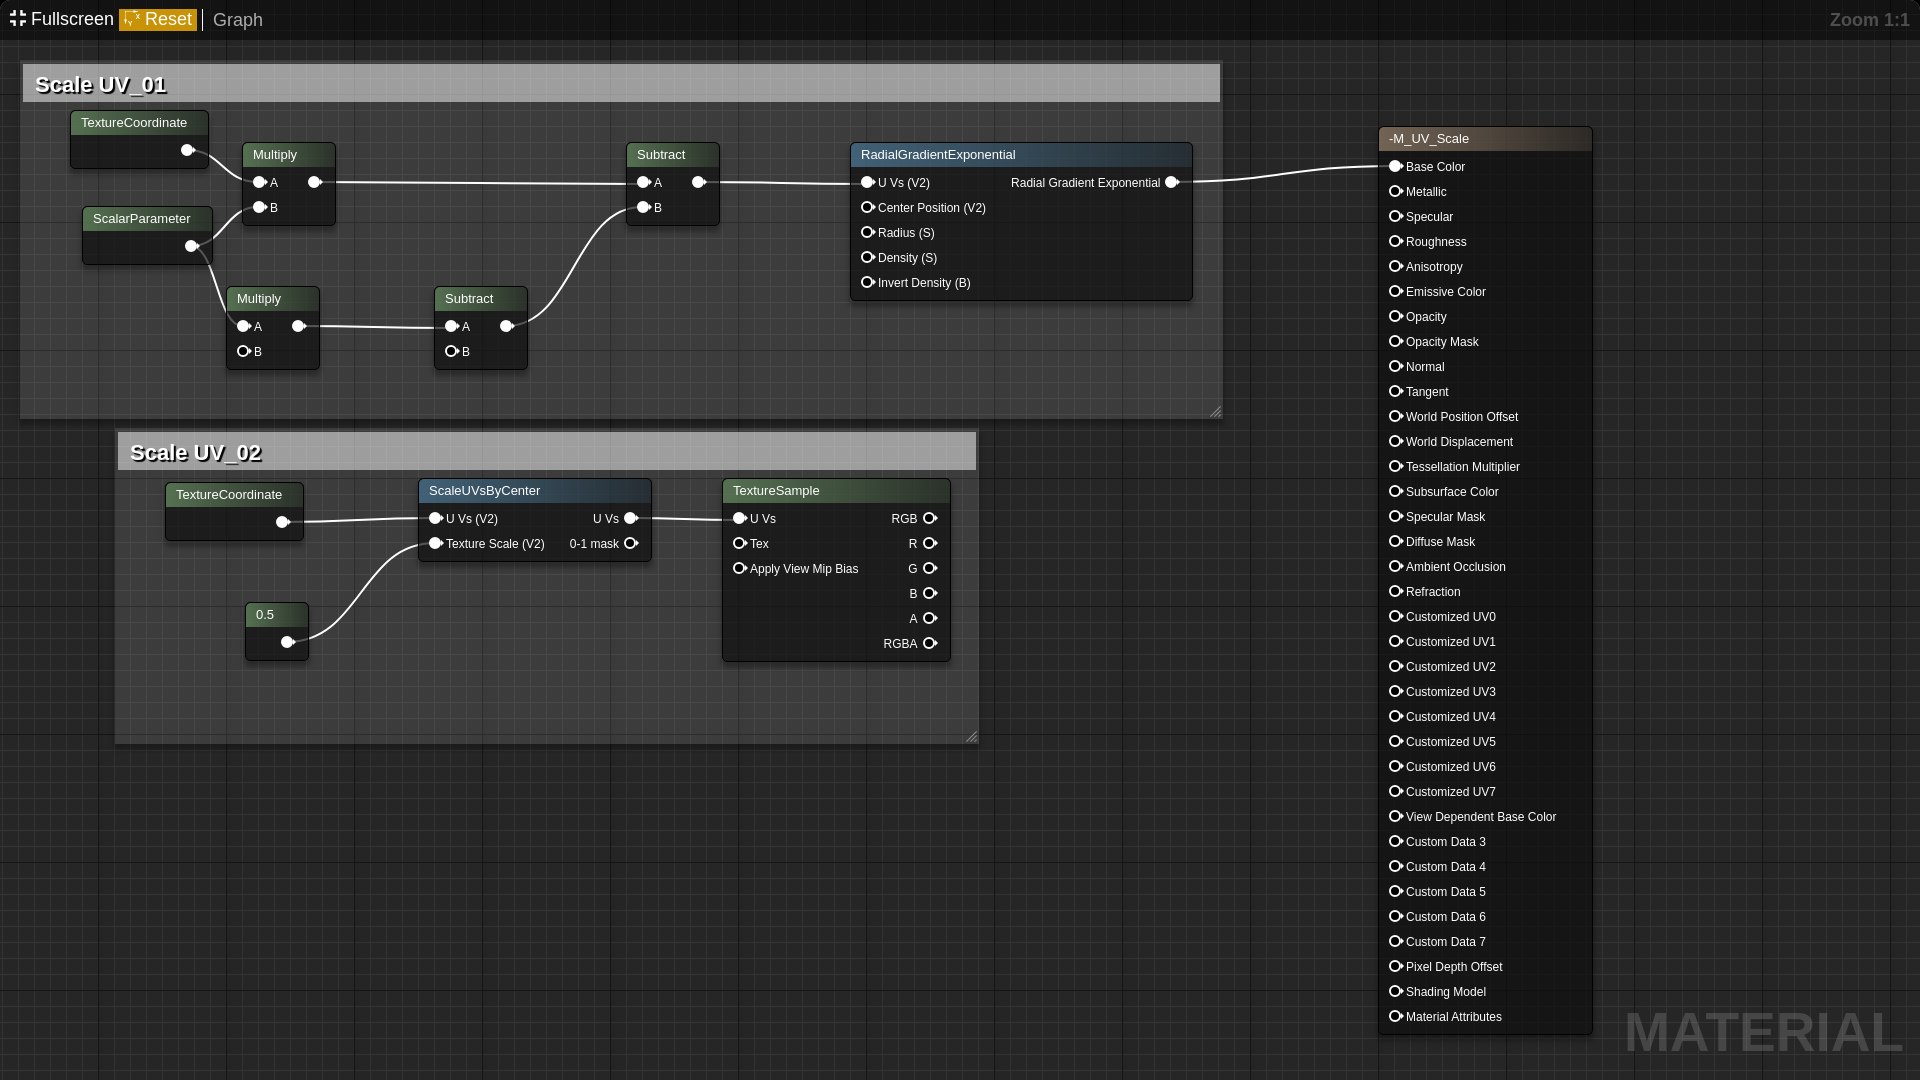 Fullscreen Reset Graph Zoom 1:1
Scale UV_01
TextureCoordinate
Multiply
A
B
ScalarParameter
Multiply
A
B
Subtract
A
B
Subtract
A
B
RadialGradientExponential
U Vs (V2) Radial Gradient Exponential
Center Position (V2)
Radius (S)
Density (S)
Invert Density (B)
Scale UV_02
TextureCoordinate
0.5
ScaleUVsByCenter
U Vs (V2) U Vs
Texture Scale (V2) 0-1 mask
TextureSample
U Vs RGB
Tex R
Apply View Mip Bias G
B
A
RGBA
-M_UV_Scale
Base Color
Metallic
Specular
Roughness
Anisotropy
Emissive Color
Opacity
Opacity Mask
Normal
Tangent
World Position Offset
World Displacement
Tessellation Multiplier
Subsurface Color
Specular Mask
Diffuse Mask
Ambient Occlusion
Refraction
Customized UV0
Customized UV1
Customized UV2
Customized UV3
Customized UV4
Customized UV5
Customized UV6
Customized UV7
View Dependent Base Color
Custom Data 3
Custom Data 4
Custom Data 5
Custom Data 6
Custom Data 7
Pixel Depth Offset
Shading Model
Material Attributes
MATERIAL